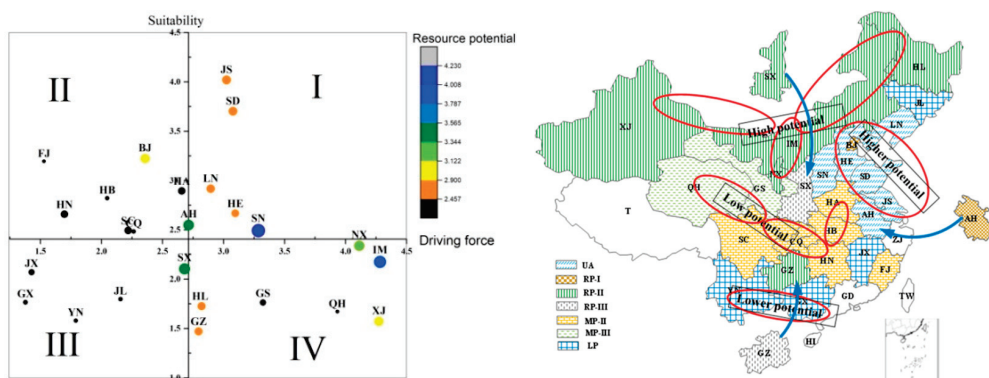 Suitability
4.5
Resource potential
4.230
4.008
3.787
3.565
3.344
3.122
2.900
2.679
2.457
II
I
JS
4.0
SD
3.5
FJ
BJ
3.0
HA
LN
HB
HN
HE
AH
SN
SC
CQ
2.5
Driving force
1.5
2.0
3.0
3.5
4.0
4.5
NX
IM
SX
JX
2.0
GX
JL
HL
GS
QH
YN
XJ
GZ
1.5
III
IV
1.0
SX
HL
JL
XJ
High potential
LN
IM
BJ
Higher potential
HE
NX
SN
SD
QH
GS
SX
T
Low potential
HA
JS
AH
AH
HB
SC
CQ
ZJ
HN
JX
GZ
FJ
YN
GX
Lower potential
GD
TW
GZ
HI
UA
RP-I
RP-II
RP-III
MP-II
MP-III
LP